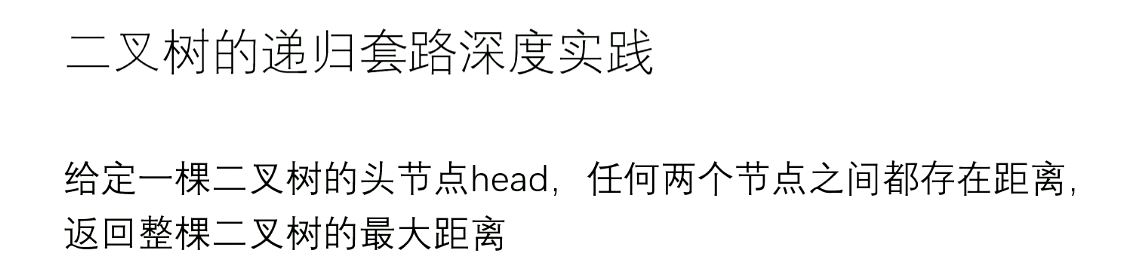 二叉树的递归套路深度实践
给定一棵二叉树的头节点head，任何两个节点之间都存在距离，
返回整棵二叉树的最大距离